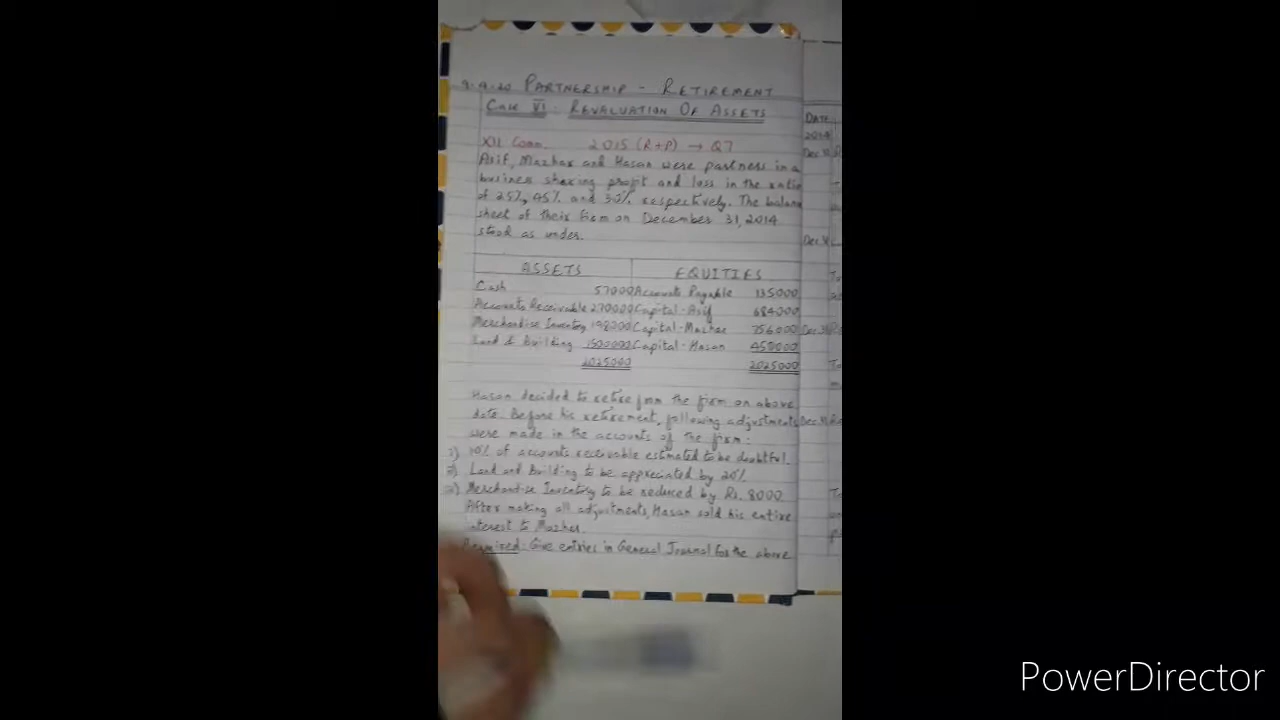 9.9.20 PARTNERSHIP - RETIREMENT
CASE VI : REVALUATION OF ASSETS
XII Comm. 2015 (R+P) → Q7
Asif, Mazhar and Hasan were partners in a
business sharing profit and loss in the ratio
of 25%, 45% and 30% respectively. The balan
sheet of their firm on December 31, 2014
stood as under.
ASSETS EQUITIES
Cash 57000 Accounts Payable 135000
Accounts Receivable 270000 Capital-Asif 684000
Merchandise Inventory 198000 Capital-Mazhar 756000
Land & Building 1500000 Capital-Hasan 450000
2025000 2025000
Hasan decided to retire from the firm on above
date. Before his retirement, following adjustments
were made in the accounts of the firm:
i) 10% of accounts receivable estimated to be doubtful.
ii) Land and Building to be appreciated by 20%
iii) Merchandise Inventory to be reduced by Rs. 8000
After making all adjustments, Hasan sold his entire
interest to Mazhar.
Required: Give entries in General Journal for the above
DATE
2014
PowerDirector